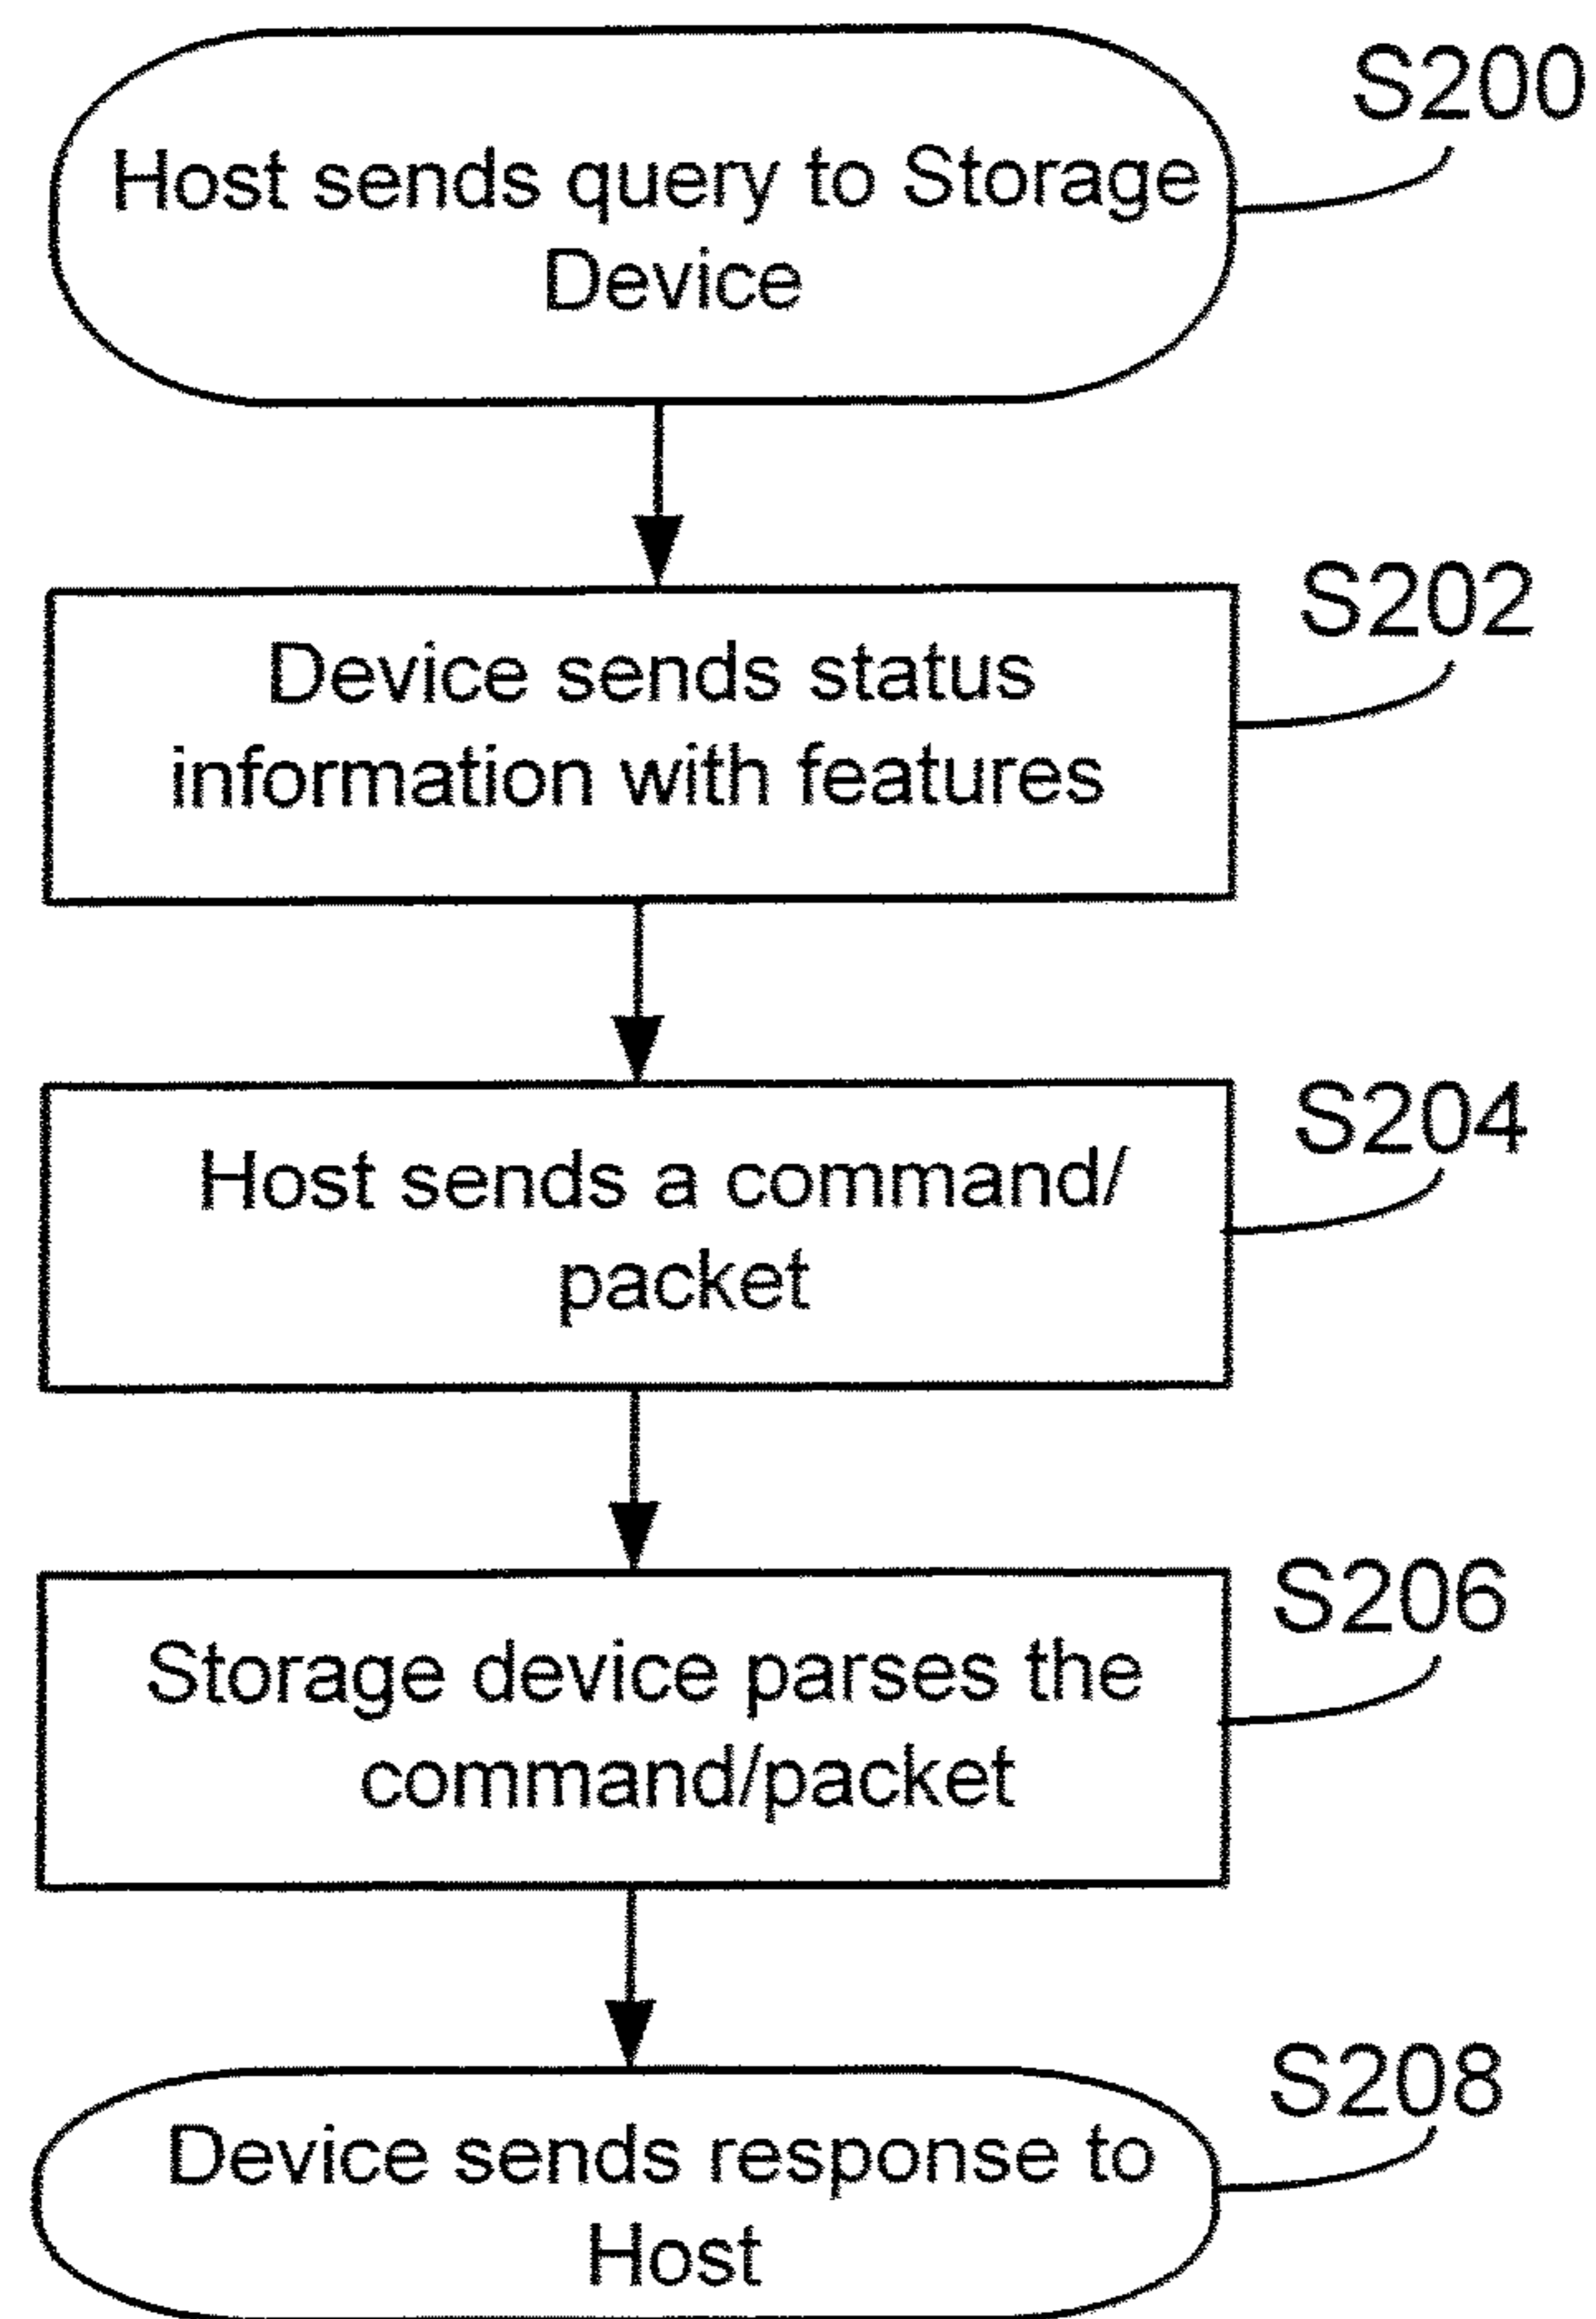 S200
Host sends query to Storage
Device
S202
Device sends status
information with features
S204
Host sends a command/
packet
S206
Storage device parses the
command/packet
S208
Device sends response to
Host